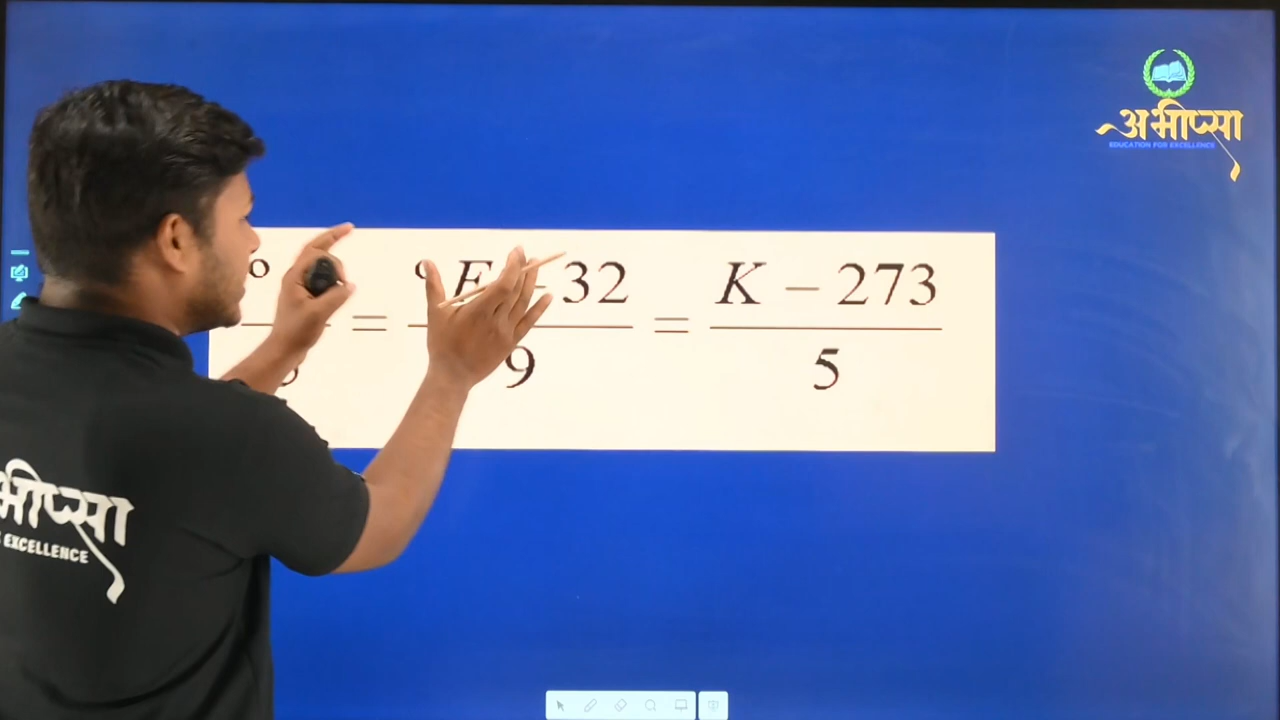 अभीप्सा
EDUCATION FOR EXCELLENCE
° = °F - 32 / 9 = K - 273 / 5
EXCELLENCE